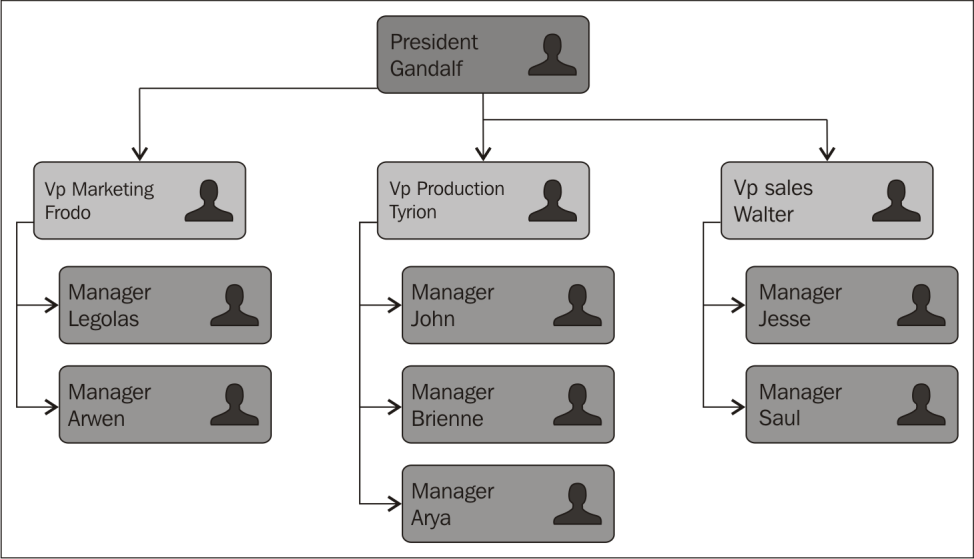 President
Gandalf
Vp Marketing
Frodo
Manager
Legolas
Manager
Arwen
Vp Production
Tyrion
Manager
John
Manager
Brienne
Manager
Arya
Vp sales
Walter
Manager
Jesse
Manager
Saul